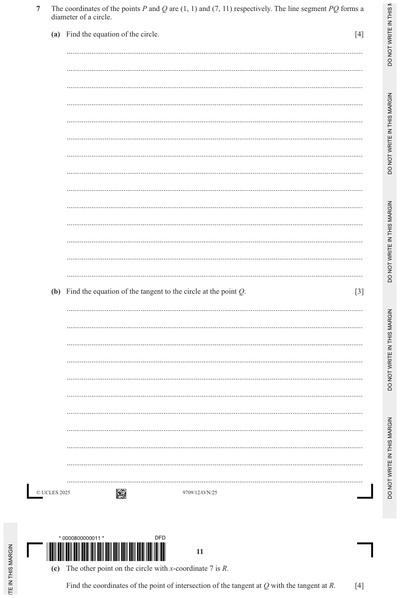 7 The coordinates of the points P and Q are (1, 1) and (7, 11) respectively. The line segment PQ forms a
diameter of a circle.
(a) Find the equation of the circle. [4]
(b) Find the equation of the tangent to the circle at the point Q. [3]
© UCLES 2025 9709/12/O/N/25
DO NOT WRITE IN THIS MARGIN
DO NOT WRITE IN THIS MARGIN
DO NOT WRITE IN THIS MARGIN
DO NOT WRITE IN THIS MARGIN
DO NOT WRITE IN THIS MARGIN
* 0000800000011 * DFD
11
(c) The other point on the circle with x-coordinate 7 is R.
Find the coordinates of the point of intersection of the tangent at Q with the tangent at R. [4]
TE IN THIS MARGIN